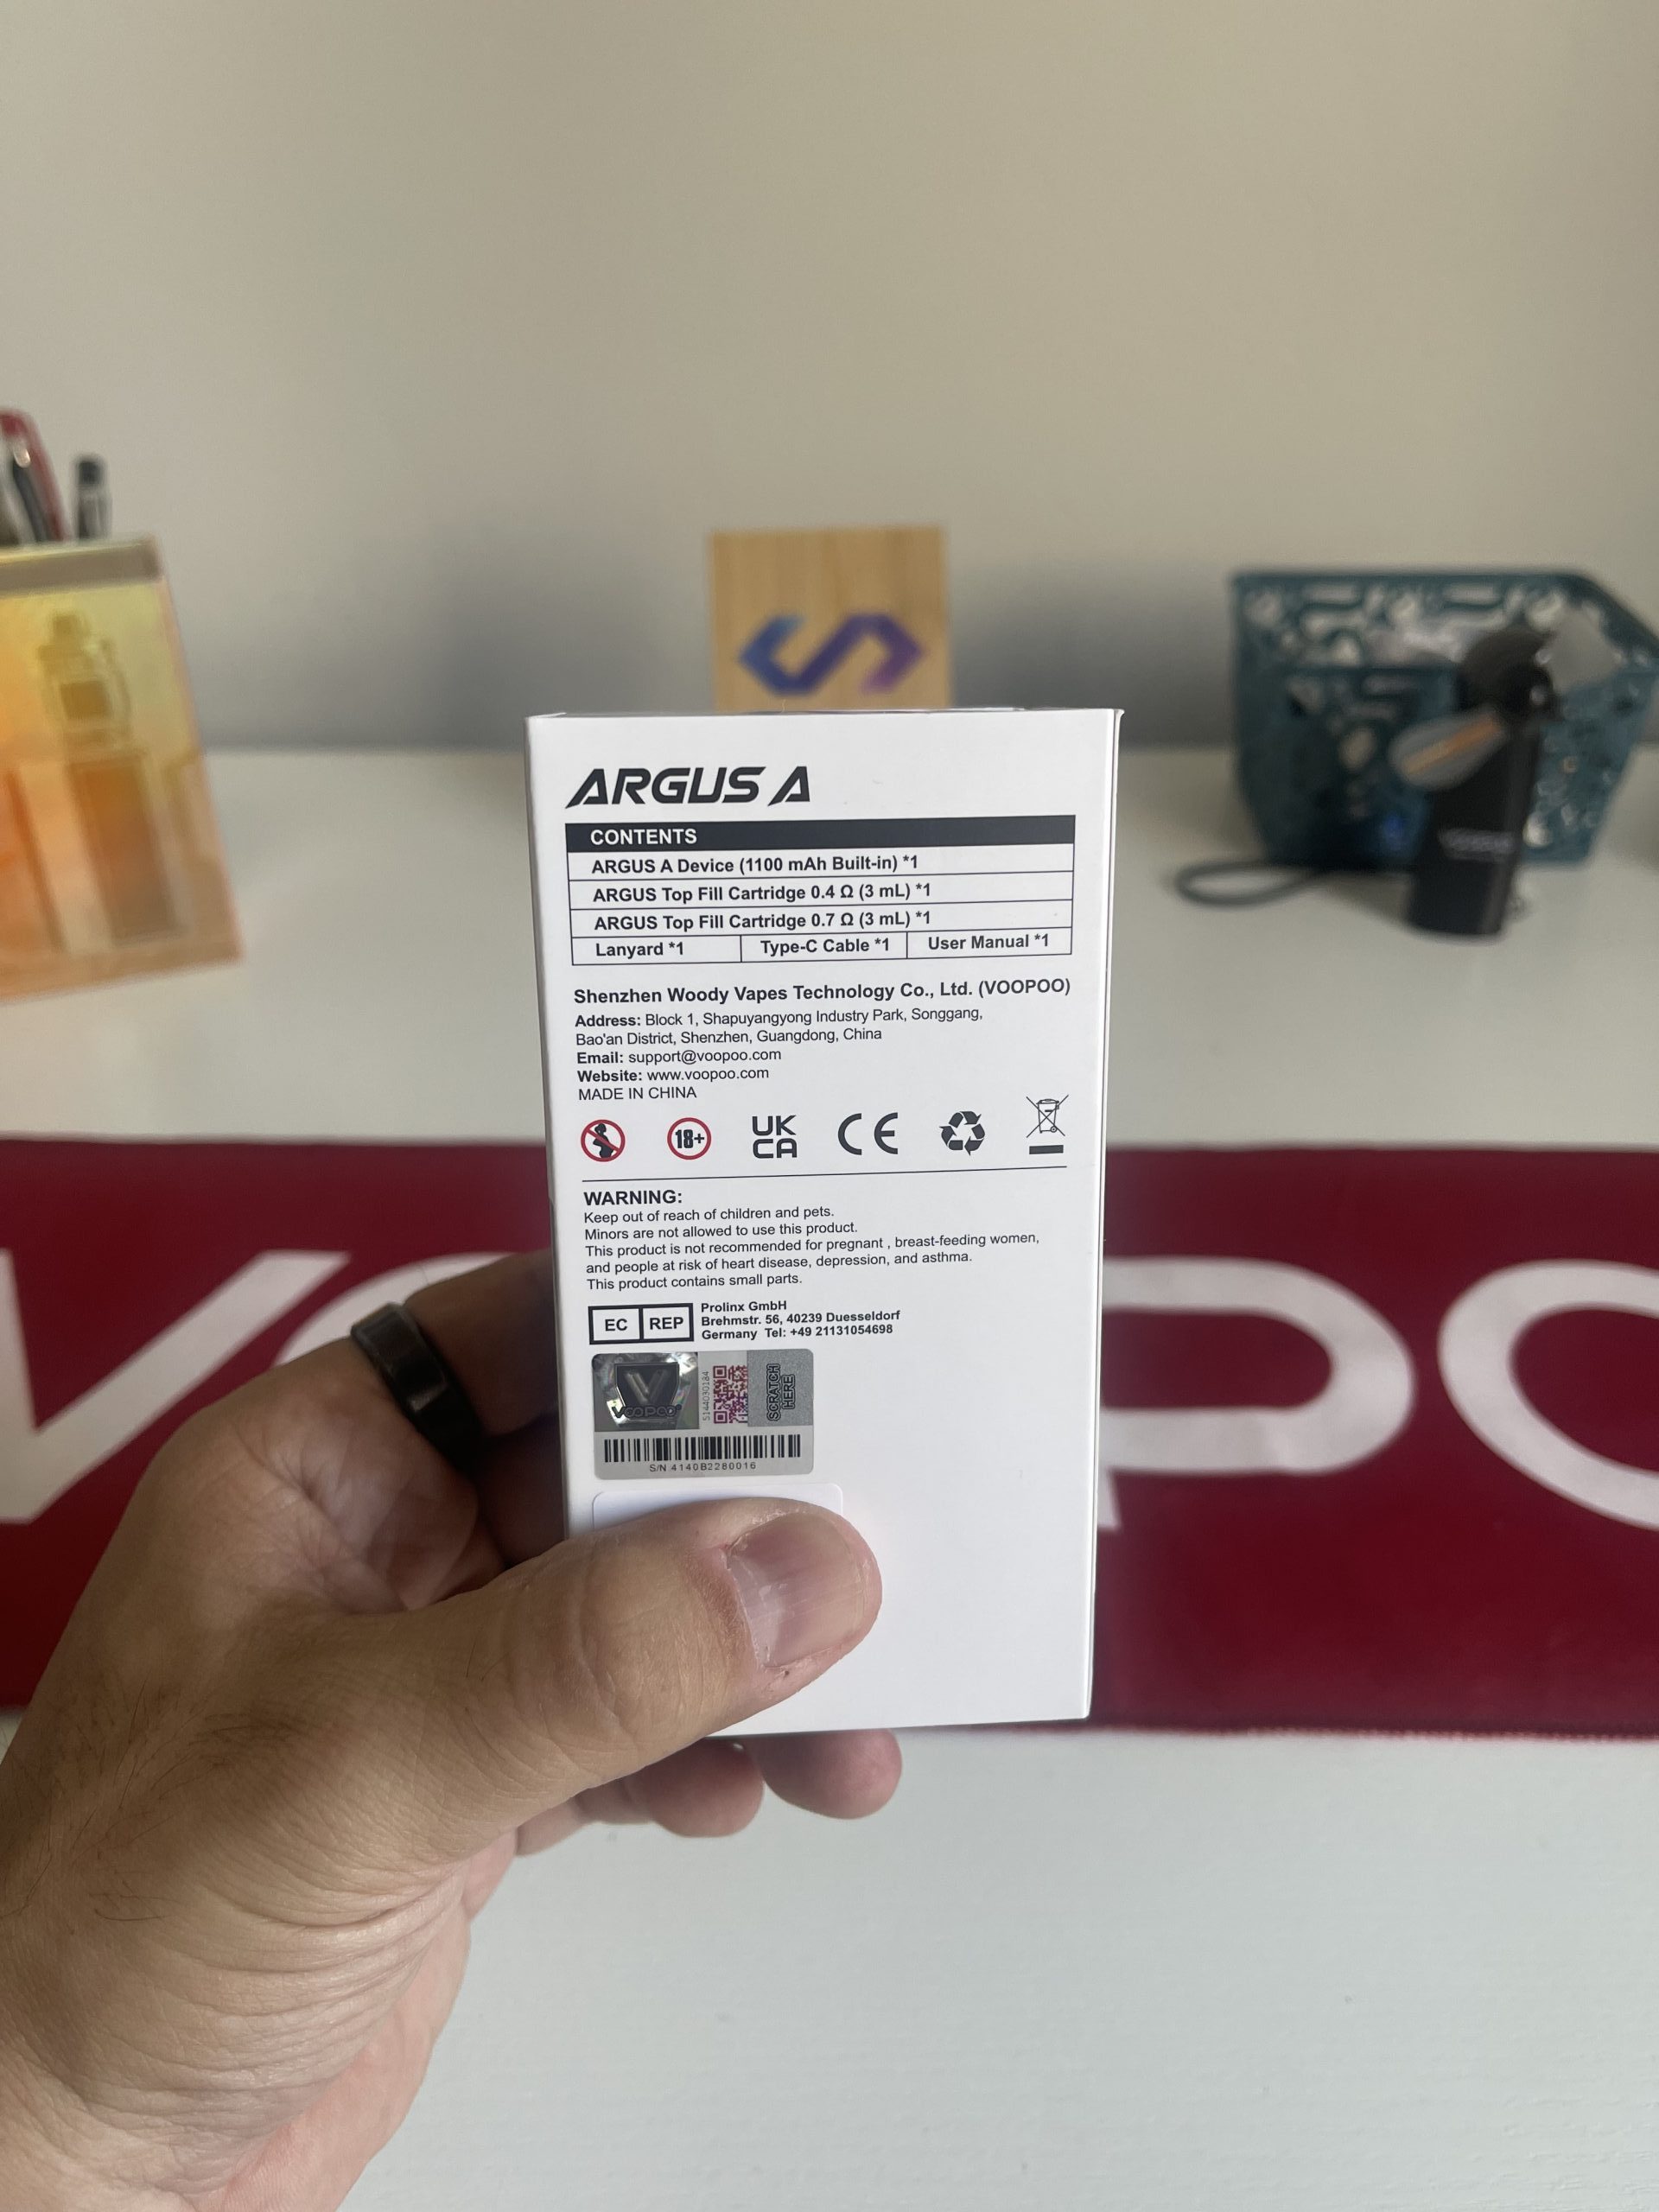 ARGUS A
CONTENTS
ARGUS A Device (1100 mAh Built-in) *1
ARGUS Top Fill Cartridge 0.4 Ω (3 mL) *1
ARGUS Top Fill Cartridge 0.7 Ω (3 mL) *1
Lanyard *1 Type-C Cable *1 User Manual *1
Shenzhen Woody Vapes Technology Co., Ltd. (VOOPOO)
Address: Block 1, Shapuyangyong Industry Park, Songgang,
Bao'an District, Shenzhen, Guangdong, China
Email: support@voopoo.com
Website: www.voopoo.com
MADE IN CHINA
18+ UK CA CE
WARNING:
Keep out of reach of children and pets.
Minors are not allowed to use this product.
This product is not recommended for pregnant , breast-feeding women,
and people at risk of heart disease, depression, and asthma.
This product contains small parts.
EC REP
Prolinx GmbH
Brehmstr. 56, 40239 Duesseldorf
Germany Tel: +49 21131054698
VOOPOO
SCRATCH
HERE
S/N 4140B2280016